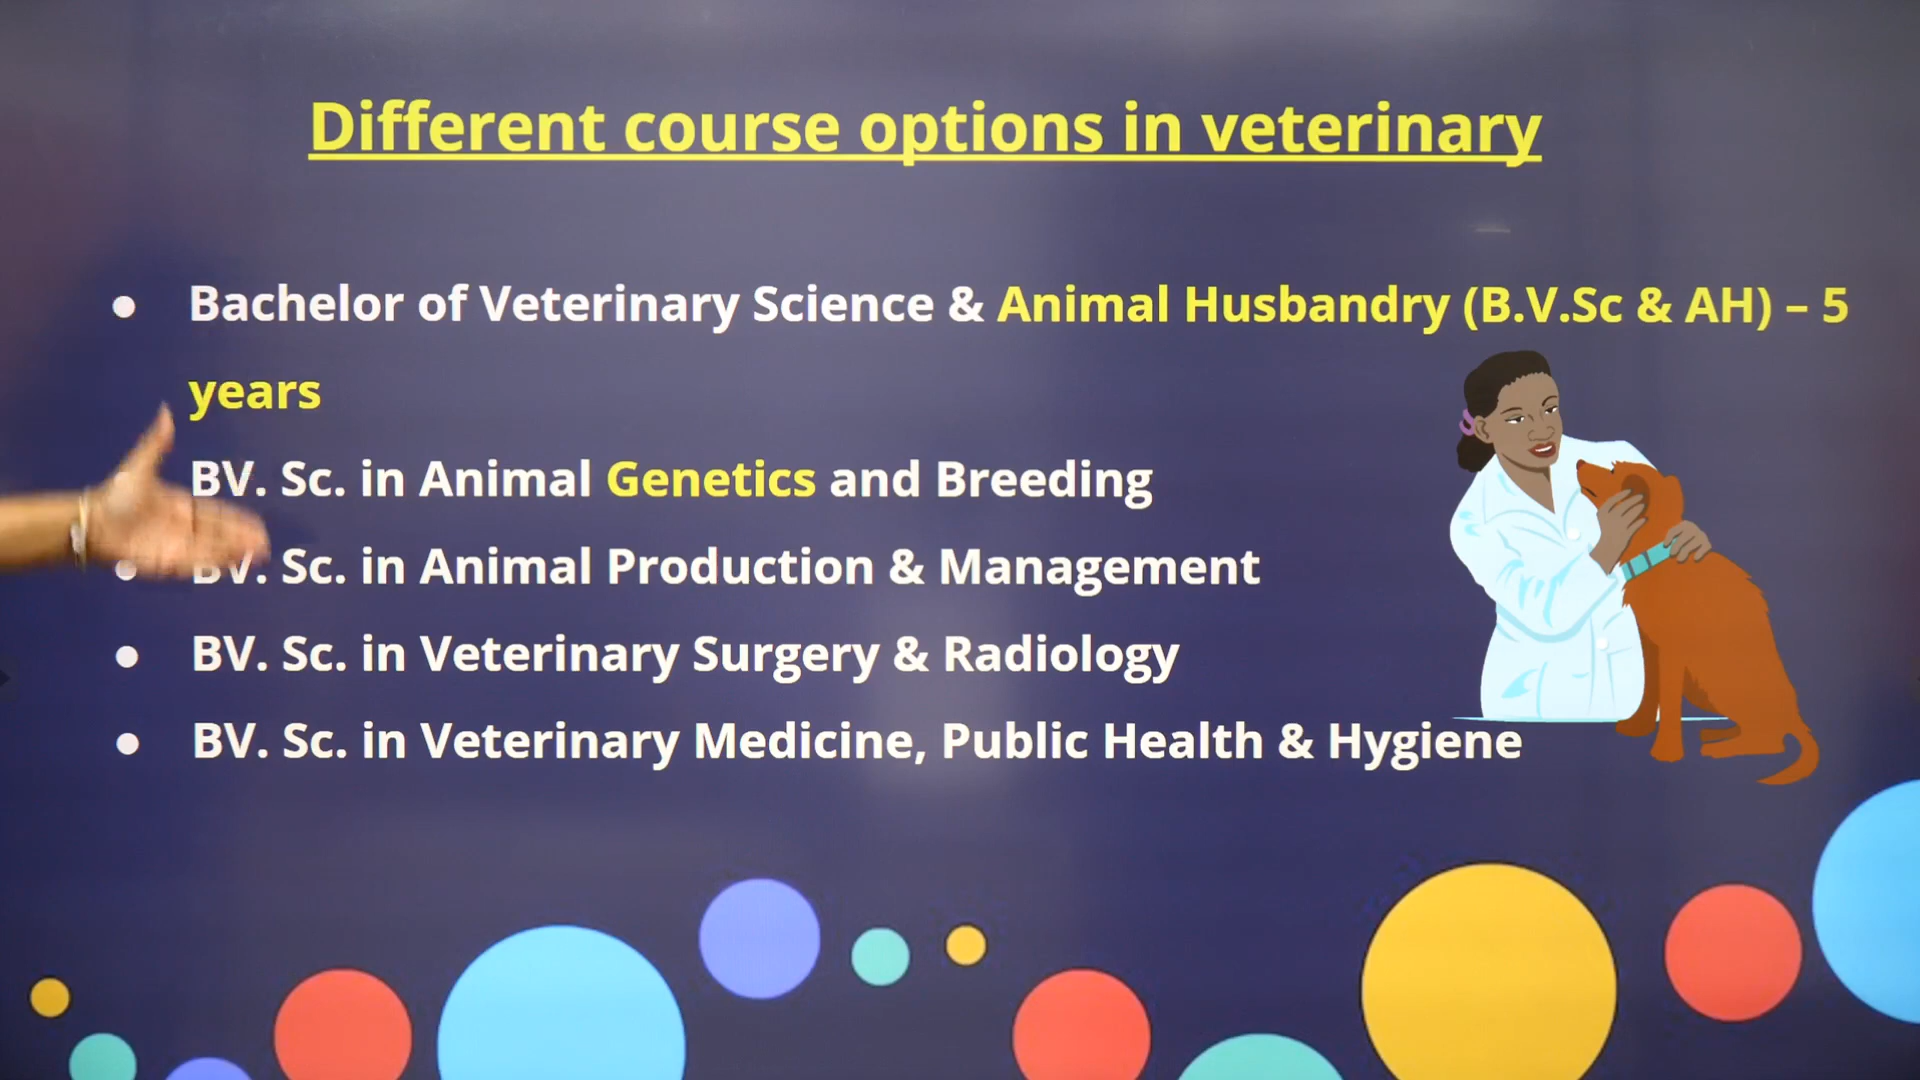 Different course options in veterinary
● Bachelor of Veterinary Science & Animal Husbandry (B.V.Sc & AH) – 5
years
BV. Sc. in Animal Genetics and Breeding
● BV. Sc. in Animal Production & Management
● BV. Sc. in Veterinary Surgery & Radiology
● BV. Sc. in Veterinary Medicine, Public Health & Hygiene